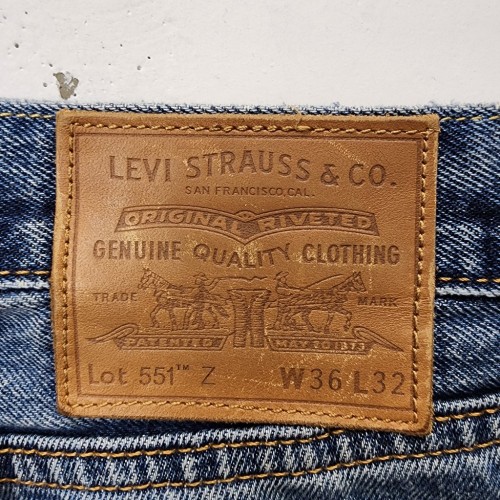 LEVI STRAUSS & CO.
SAN FRANCISCO, CAL.
ORIGINAL RIVETED
GENUINE QUALITY CLOTHING
TRADE MARK
PATENTED MAY 20 1873
Lot 551™ Z W36 L32